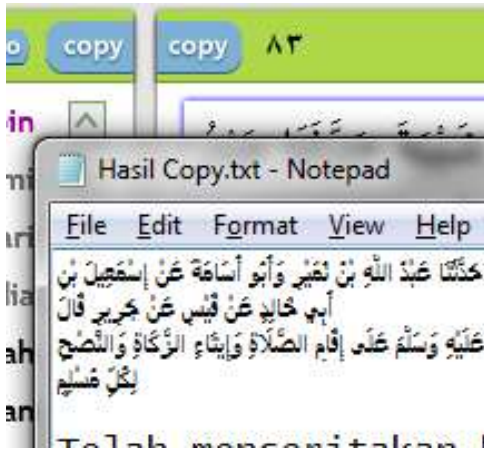 copy copy ٨٣
Hasil Copy.txt - Notepad
File Edit Format View Help
حَدَّثَنَا عَبْدُ اللَّهِ بْنُ نُمَيْرٍ وَأَبُو أُسَامَةَ عَنْ إِسْمَعِيلَ بْنِ
أَبِي خَالِدٍ عَنْ قَيْسٍ عَنْ جَرِيرٍ قَالَ
عَلَيْهِ وَسَلَّمَ عَلَى إِقَامِ الصَّلَاةِ وَإِيتَاءِ الزَّكَاةِ وَالنُّصْحِ
لِكُلِّ مُسْلِمٍ
Telah menceritakan